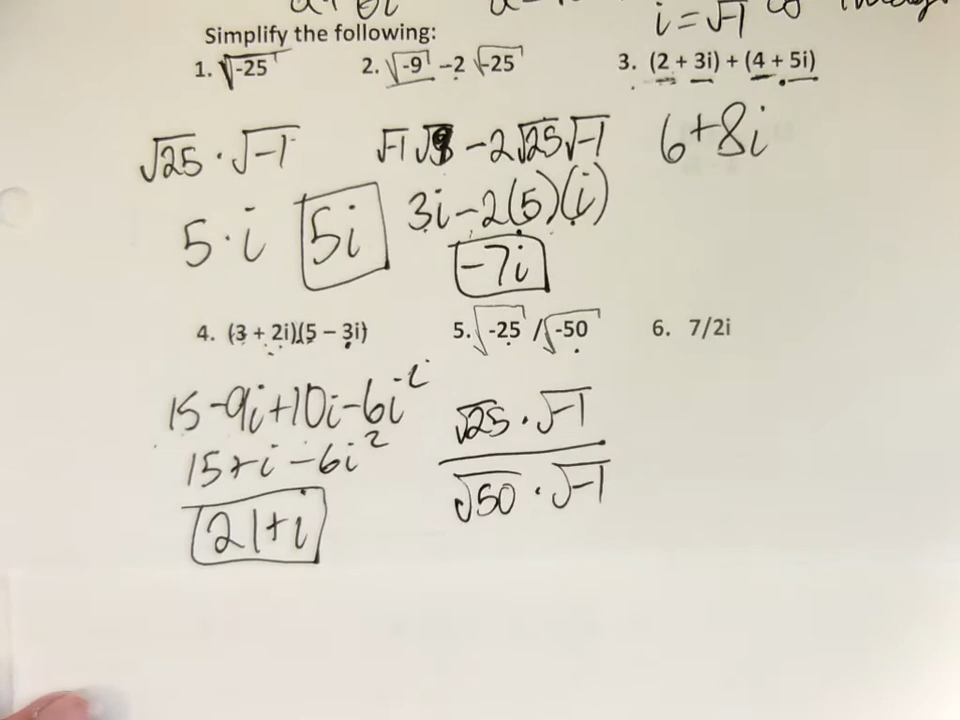 i = √-1
Simplify the following:
1. √-25 2. √-9 - 2 √-25 3. (2 + 3i) + (4 + 5i)
√25 · √-1 √-1 √9 - 2√25 √-1 6+8i
5 · i 5i 3i - 2(5)(i)
-7i
4. (3 + 2i)(5 – 3i) 5. √-25 /√-50 6. 7/2i
15 - 9i + 10i - 6i² √25 · √-1
15 + i - 6i² √50 · √-1
21 + i